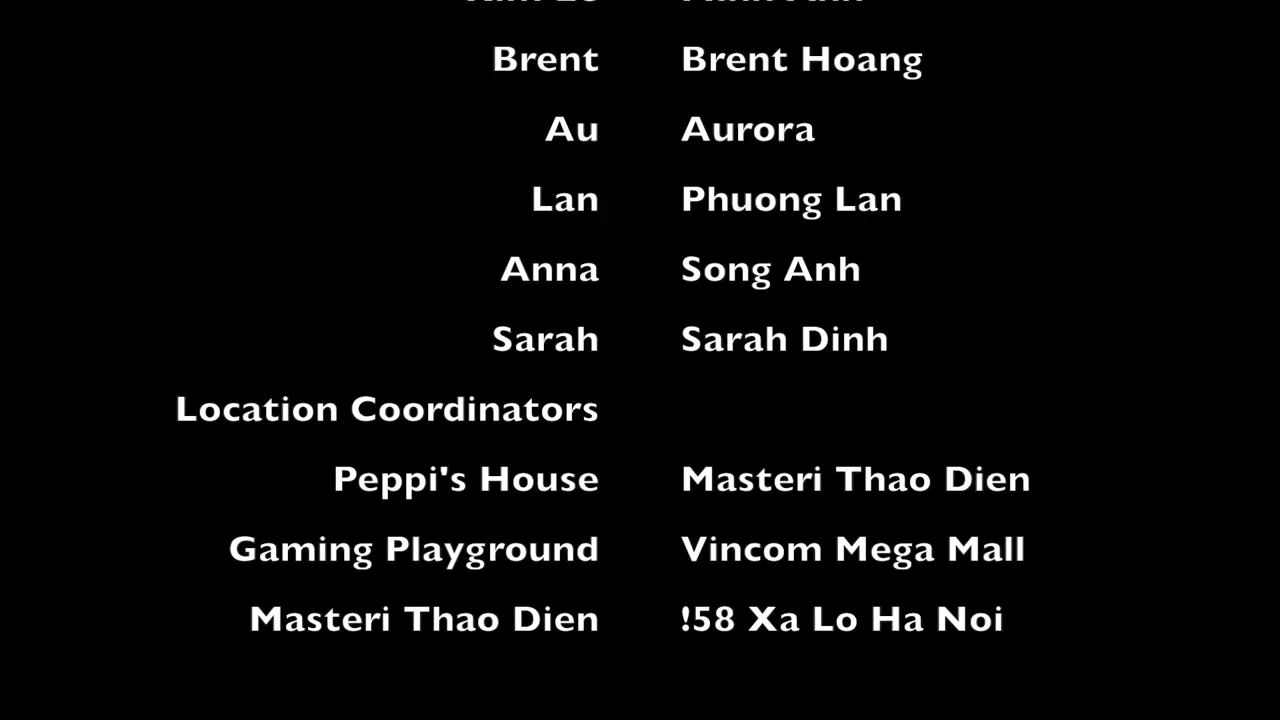 Brent Brent Hoang
Au Aurora
Lan Phuong Lan
Anna Song Anh
Sarah Sarah Dinh
Location Coordinators
Peppi's House Masteri Thao Dien
Gaming Playground Vincom Mega Mall
Masteri Thao Dien !58 Xa Lo Ha Noi